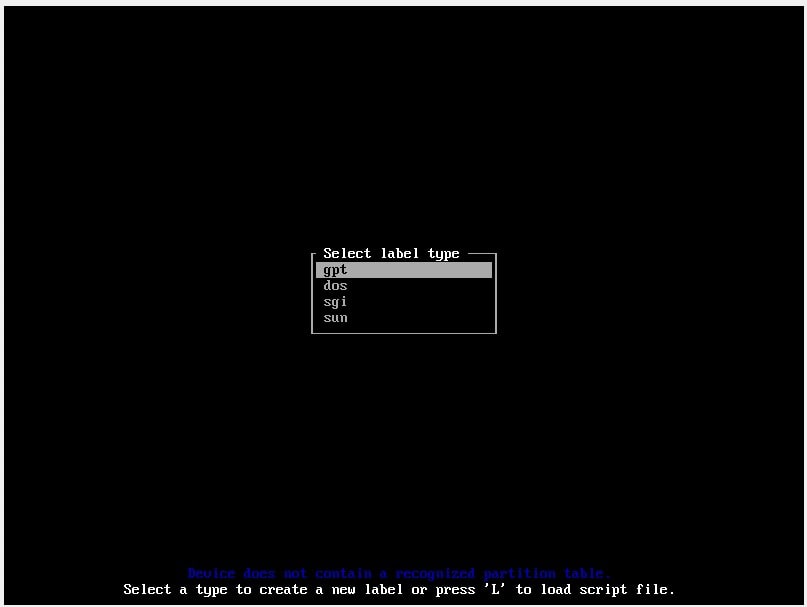 Select label type
gpt
dos
sgi
sun
Device does not contain a recognized partition table.
Select a type to create a new label or press 'L' to load script file.